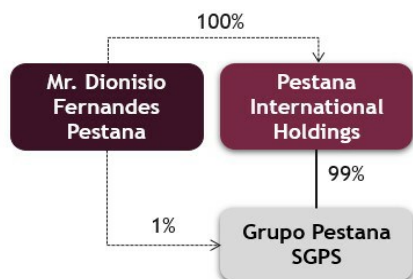 100%
Mr. Dionisio
Fernandes
Pestana
Pestana
International
Holdings
99%
1%
Grupo Pestana
SGPS